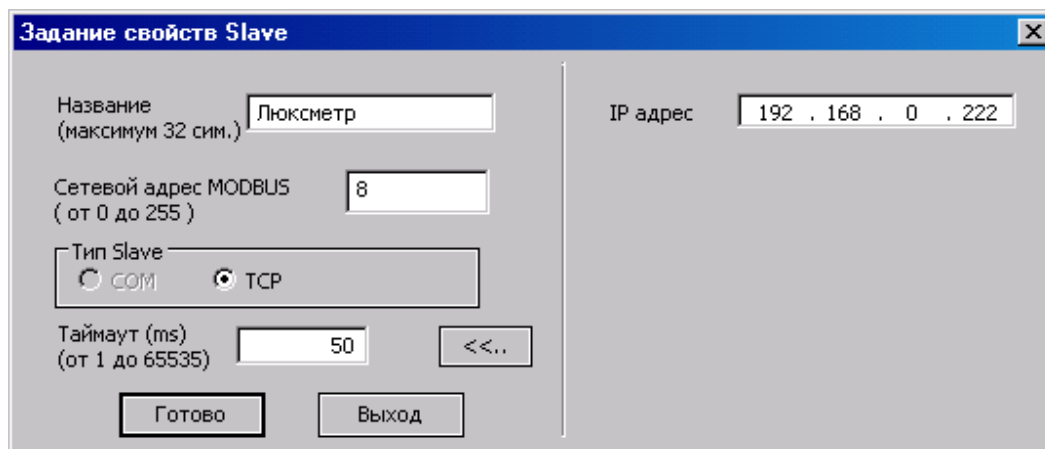 Задание свойств Slave
Название
(максимум 32 сим.)
Люксметр
Сетевой адрес MODBUS
( от 0 до 255 )
8
Тип Slave
COM
TCP
Таймаут (ms)
(от 1 до 65535)
50
<<..
Готово
Выход
IP адрес
192 . 168 . 0 . 222